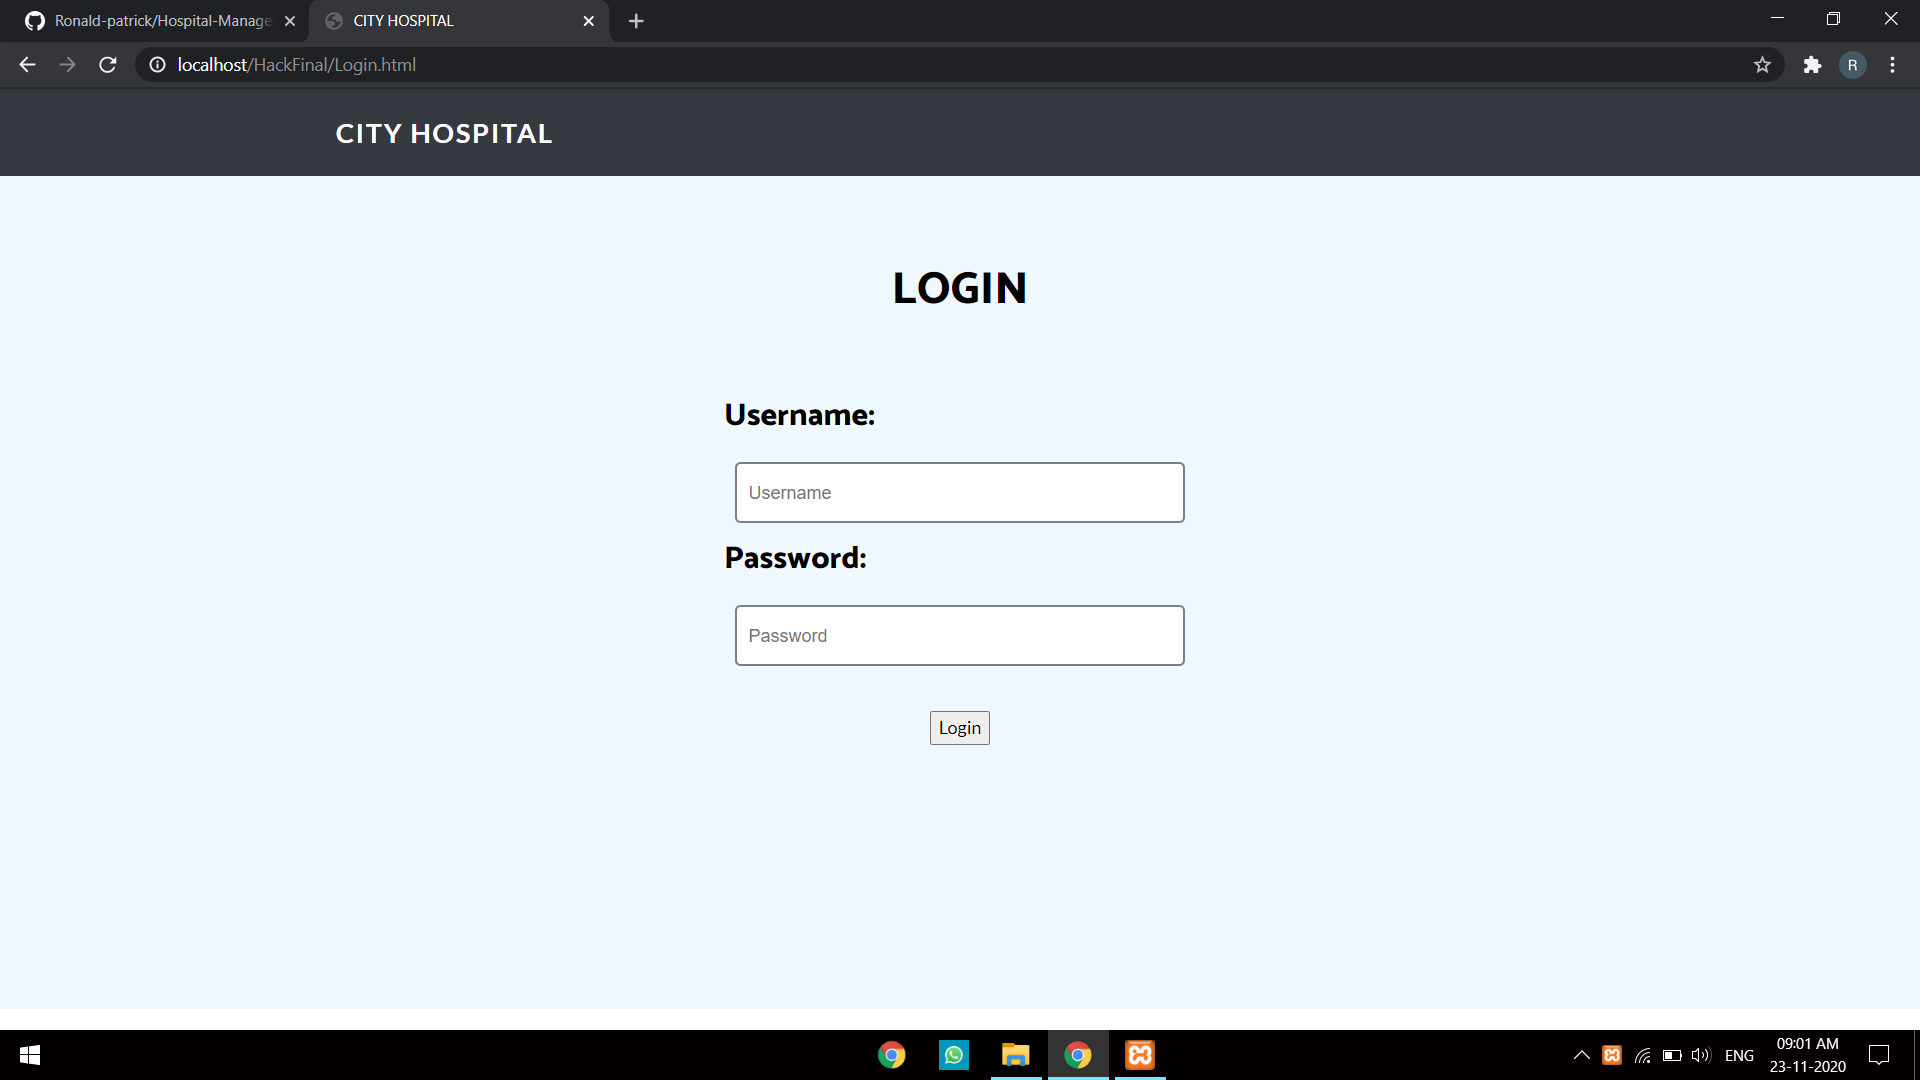 Ronald-patrick/Hospital-Manage
CITY HOSPITAL
localhost/HackFinal/Login.html
R
CITY HOSPITAL
LOGIN
Username:
Username
Password:
Password
Login
ENG
09:01 AM
23-11-2020